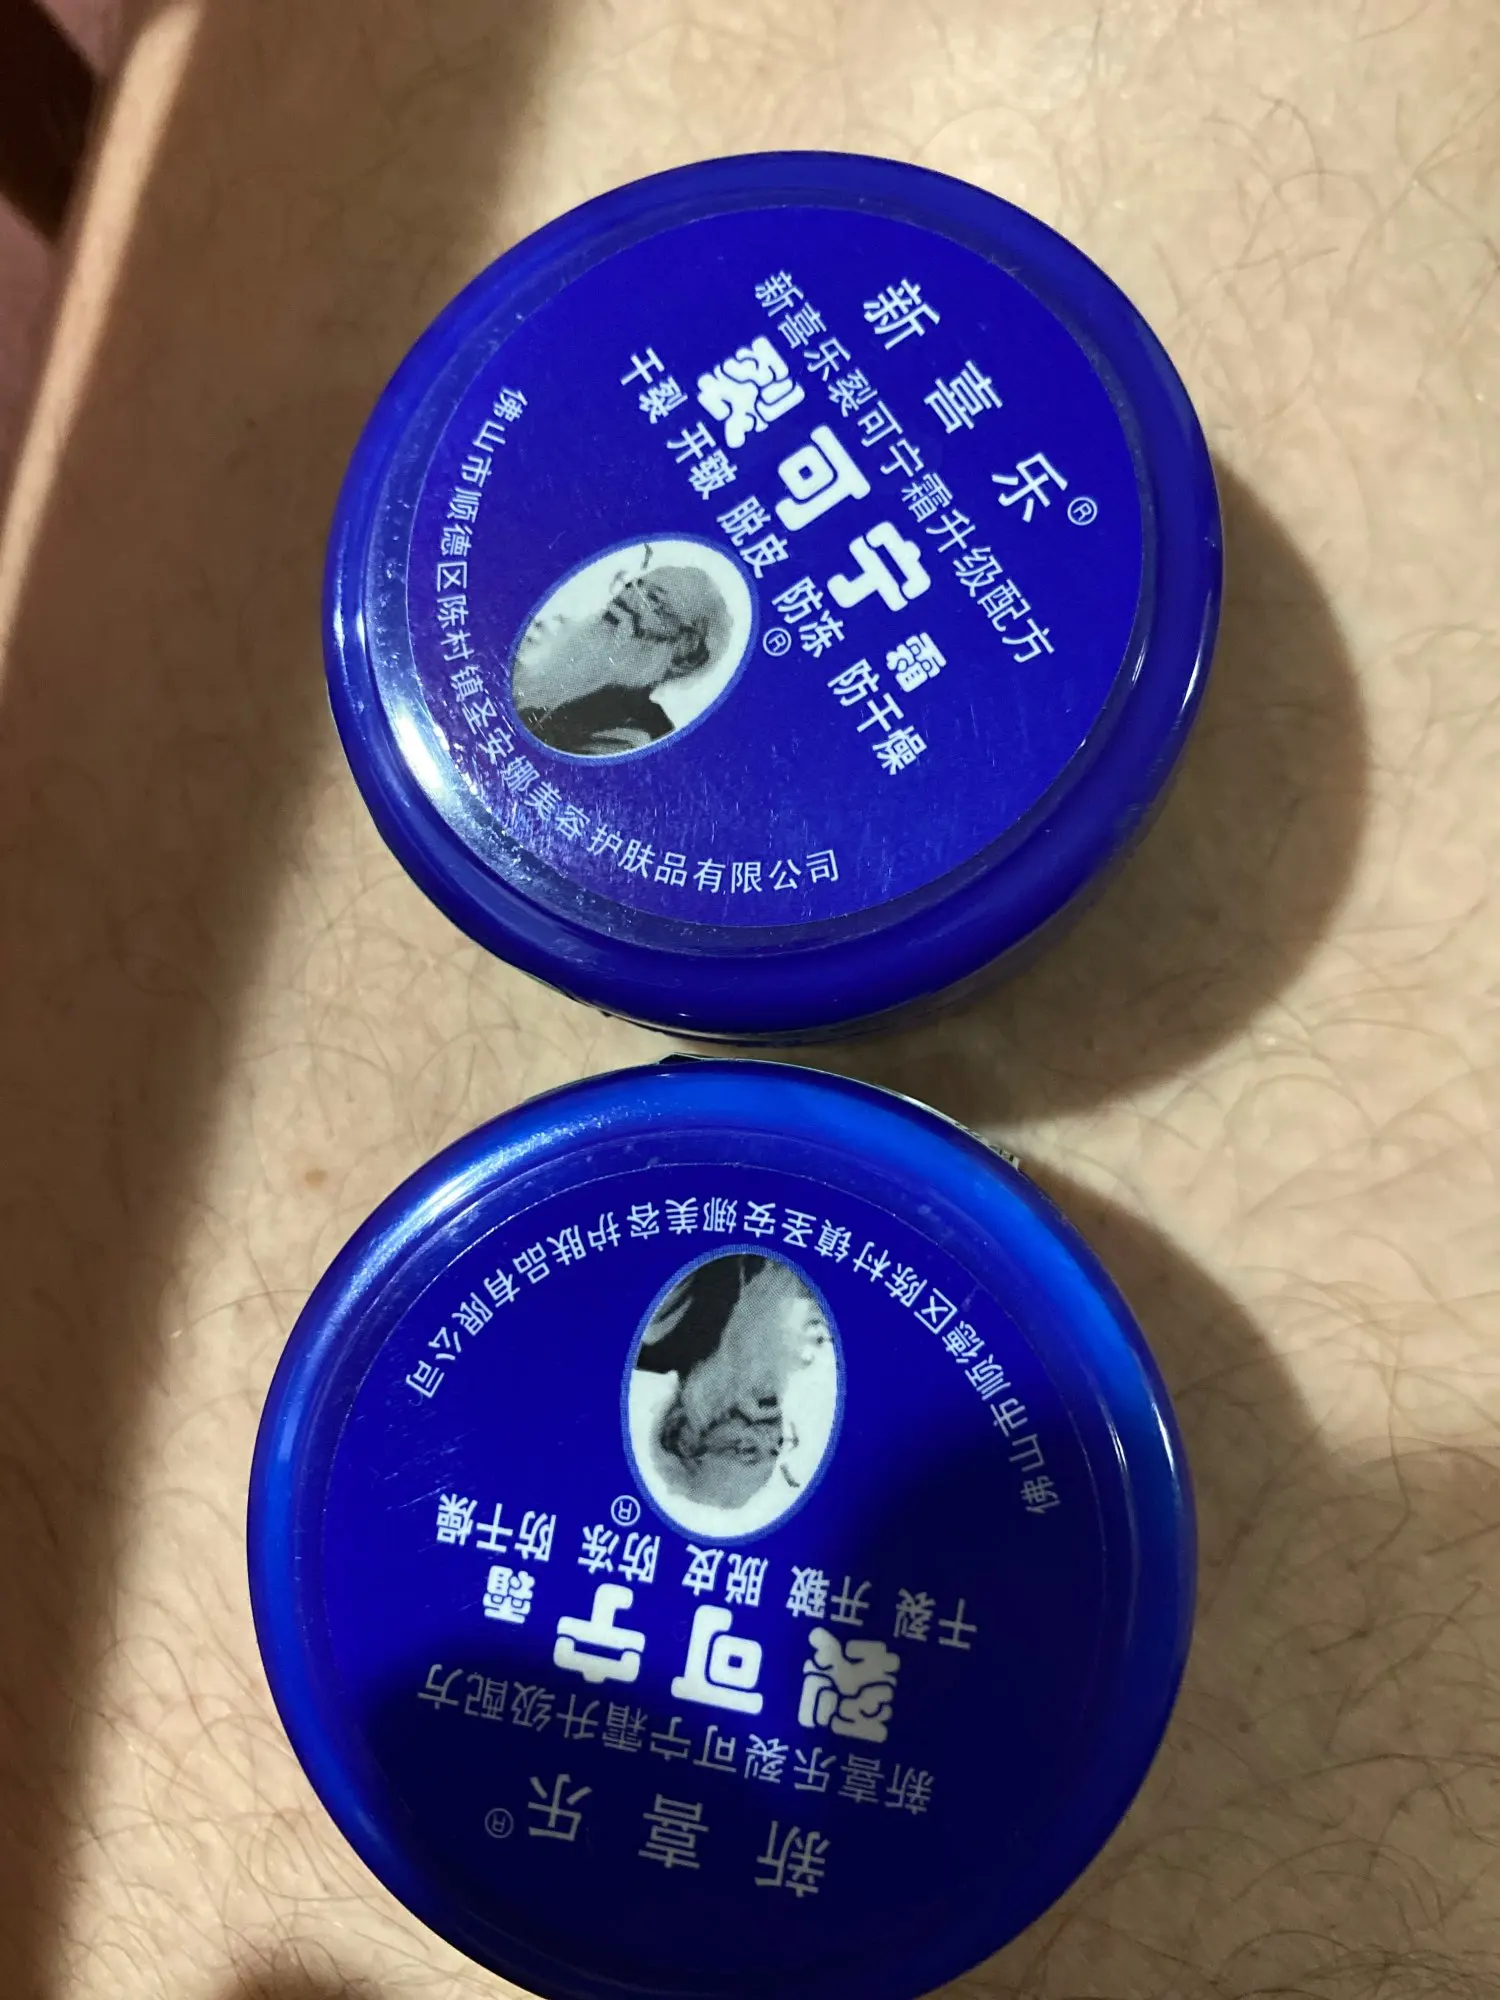 新喜乐®
新喜乐裂可宁霜升级配方
裂可宁霜
干裂 开皲 脱皮 防冻 防干燥
®
佛山市顺德区陈村镇圣安娜美容护肤品有限公司
新喜乐®
新喜乐裂可宁霜升级配方
裂可宁霜
干裂 开皲 脱皮 防冻 防干燥
®
佛山市顺德区陈村镇圣安娜美容护肤品有限公司